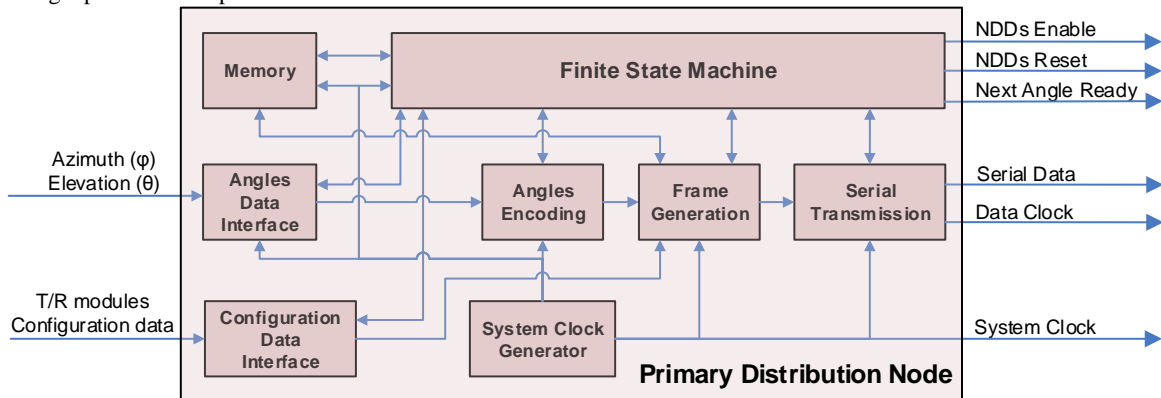 Memory
Finite State Machine
NDDs Enable
NDDs Reset
Next Angle Ready
Azimuth (φ)
Elevation (θ)
Angles
Data
Interface
Angles
Encoding
Frame
Generation
Serial
Transmission
Serial Data
Data Clock
T/R modules
Configuration data
Configuration
Data
Interface
System Clock
Generator
System Clock
Primary Distribution Node